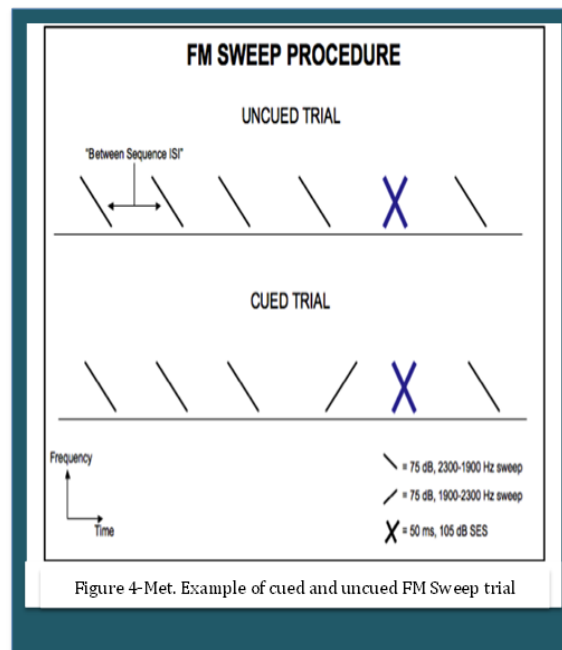 FM SWEEP PROCEDURE
UNCUED TRIAL
"Between Sequence ISI"
CUED TRIAL
Frequency
Time
= 75 dB, 2300-1900 Hz sweep
= 75 dB, 1900-2300 Hz sweep
X = 50 ms, 105 dB SES
Figure 4-Met. Example of cued and uncued FM Sweep trial